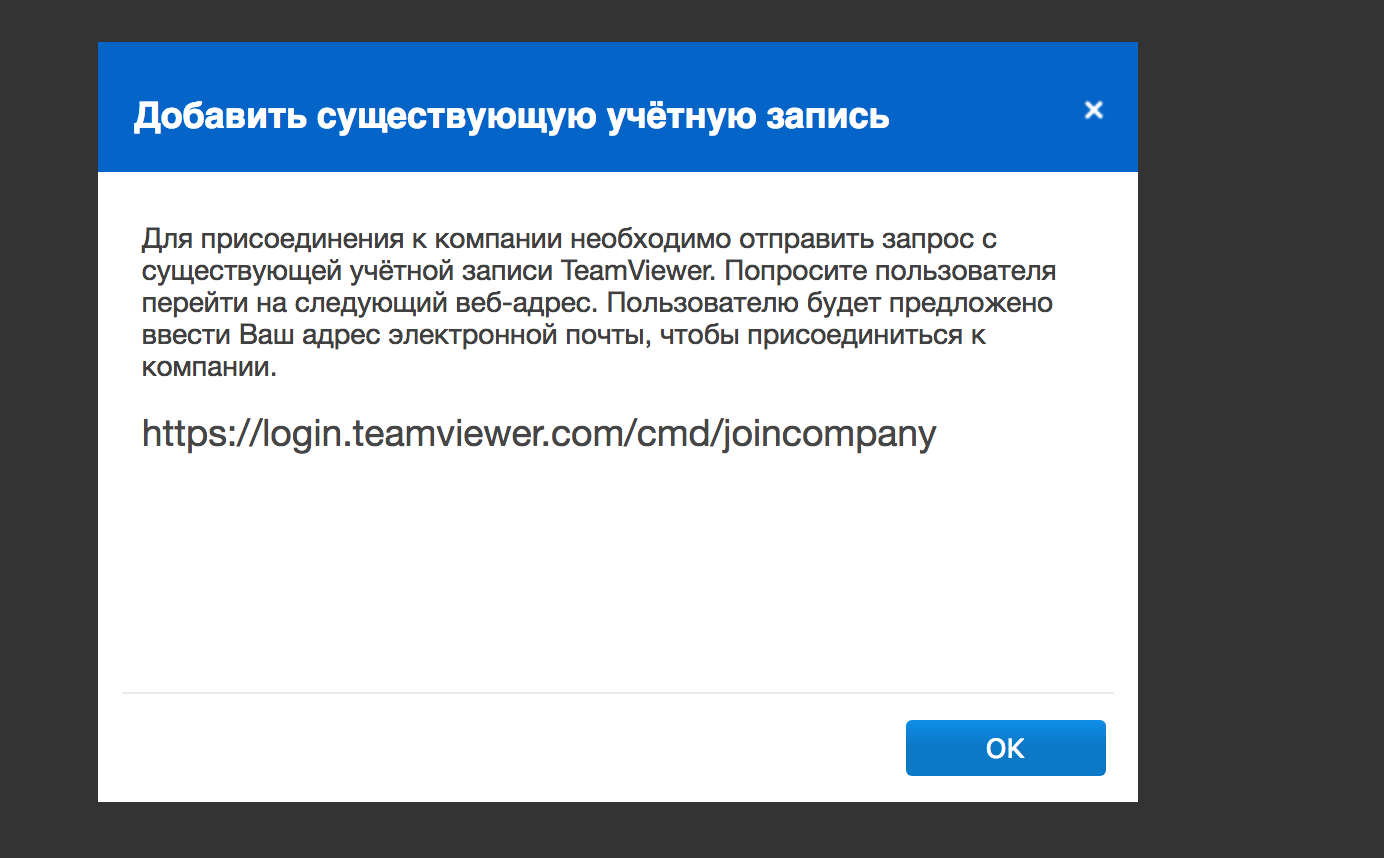 Добавить существующую учётную запись
Для присоединения к компании необходимо отправить запрос с
существующей учётной записи TeamViewer. Попросите пользователя
перейти на следующий веб-адрес. Пользователю будет предложено
ввести Ваш адрес электронной почты, чтобы присоединиться к
компании.
https://login.teamviewer.com/cmd/joincompany
OK